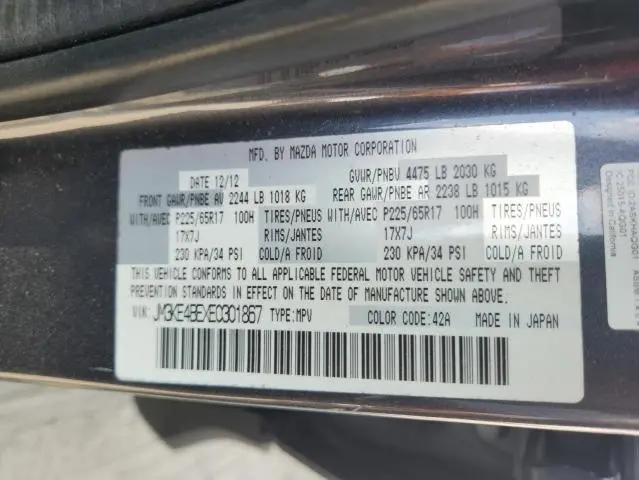 MFD. BY MAZDA MOTOR CORPORATION
DATE 12/12 GVWR/PNBV 4475 LB 2030 KG
FRONT GAWR/PNBE AV 2244 LB 1018 KG REAR GAWR/PNBE AR 2238 LB 1015 KG
WITH/AVEC P225/65R17 100H TIRES/PNEUS P225/65R17 100H TIRES/PNEUS
17X7J RIMS/JANTES 17X7J RIMS/JANTES
230 KPA/34 PSI COLD/A FROID 230 KPA/34 PSI COLD/A FROID
THIS VEHICLE CONFORMS TO ALL APPLICABLE FEDERAL MOTOR VEHICLE SAFETY AND THEFT
PREVENTION STANDARDS IN EFFECT ON THE DATE OF MANUFACTURE SHOWN ABOVE.
VIN: JM3KE4BEXE0301867 TYPE:MPV COLOR CODE:42A MADE IN JAPAN
Designed in California